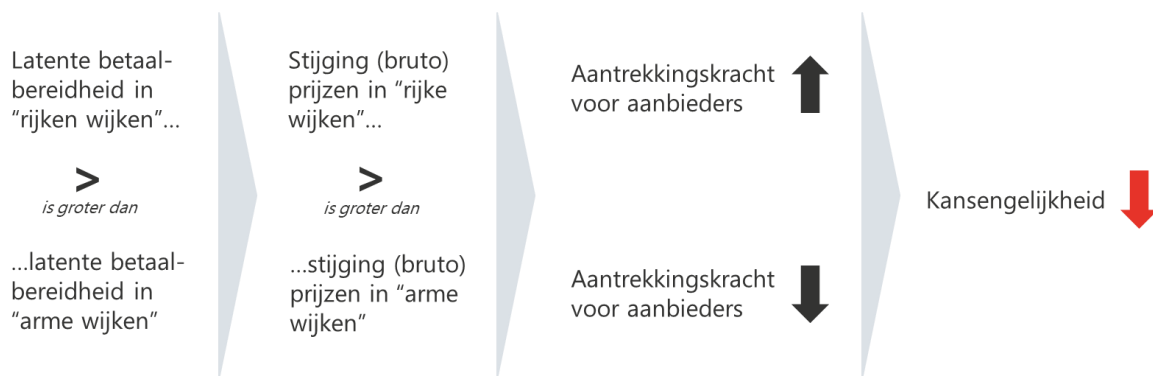 Latente betaal-
bereidheid in
“rijken wijken”...
>
is groter dan
...latente betaal-
bereidheid in
“arme wijken”
Stijging (bruto)
prijzen in “rijke
wijken”...
>
is groter dan
...stijging (bruto)
prijzen in “arme
wijken”
Aantrekkingskracht
voor aanbieders
Aantrekkingskracht
voor aanbieders
Kansengelijkheid